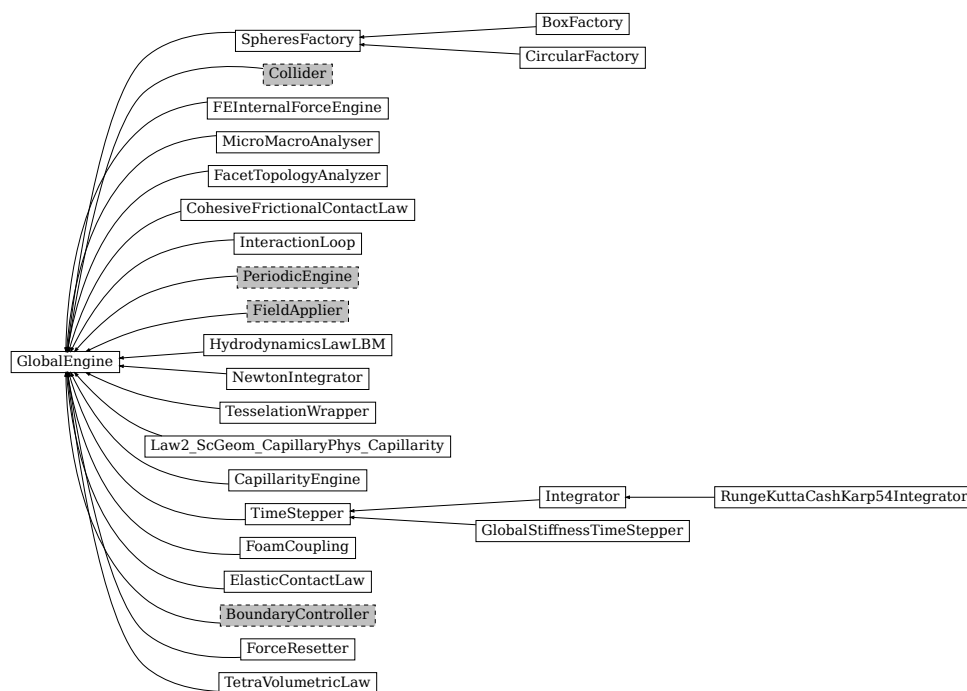 BoxFactory
SpheresFactory
CircularFactory
Collider
FEInternalForceEngine
MicroMacroAnalyser
FacetTopologyAnalyzer
CohesiveFrictionalContactLaw
InteractionLoop
PeriodicEngine
FieldApplier
HydrodynamicsLawLBM
GlobalEngine
NewtonIntegrator
TesselationWrapper
Law2_ScGeom_CapillaryPhys_Capillarity
CapillarityEngine
Integrator
RungeKuttaCashKarp54Integrator
TimeStepper
GlobalStiffnessTimeStepper
FoamCoupling
ElasticContactLaw
BoundaryController
ForceResetter
TetraVolumetricLaw